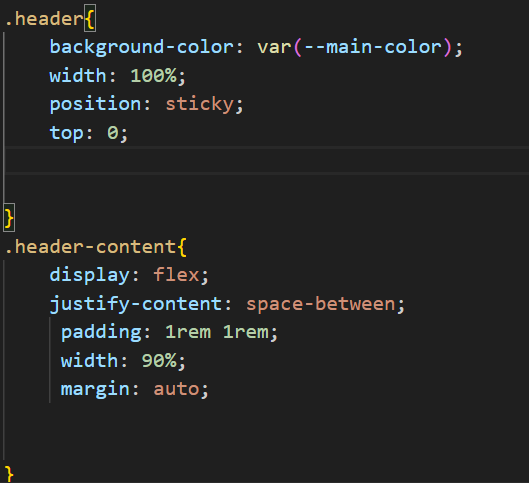 .header{
background-color: var(--main-color);
width: 100%;
position: sticky;
top: 0;
}
.header-content{
display: flex;
justify-content: space-between;
padding: 1rem 1rem;
width: 90%;
margin: auto;
}